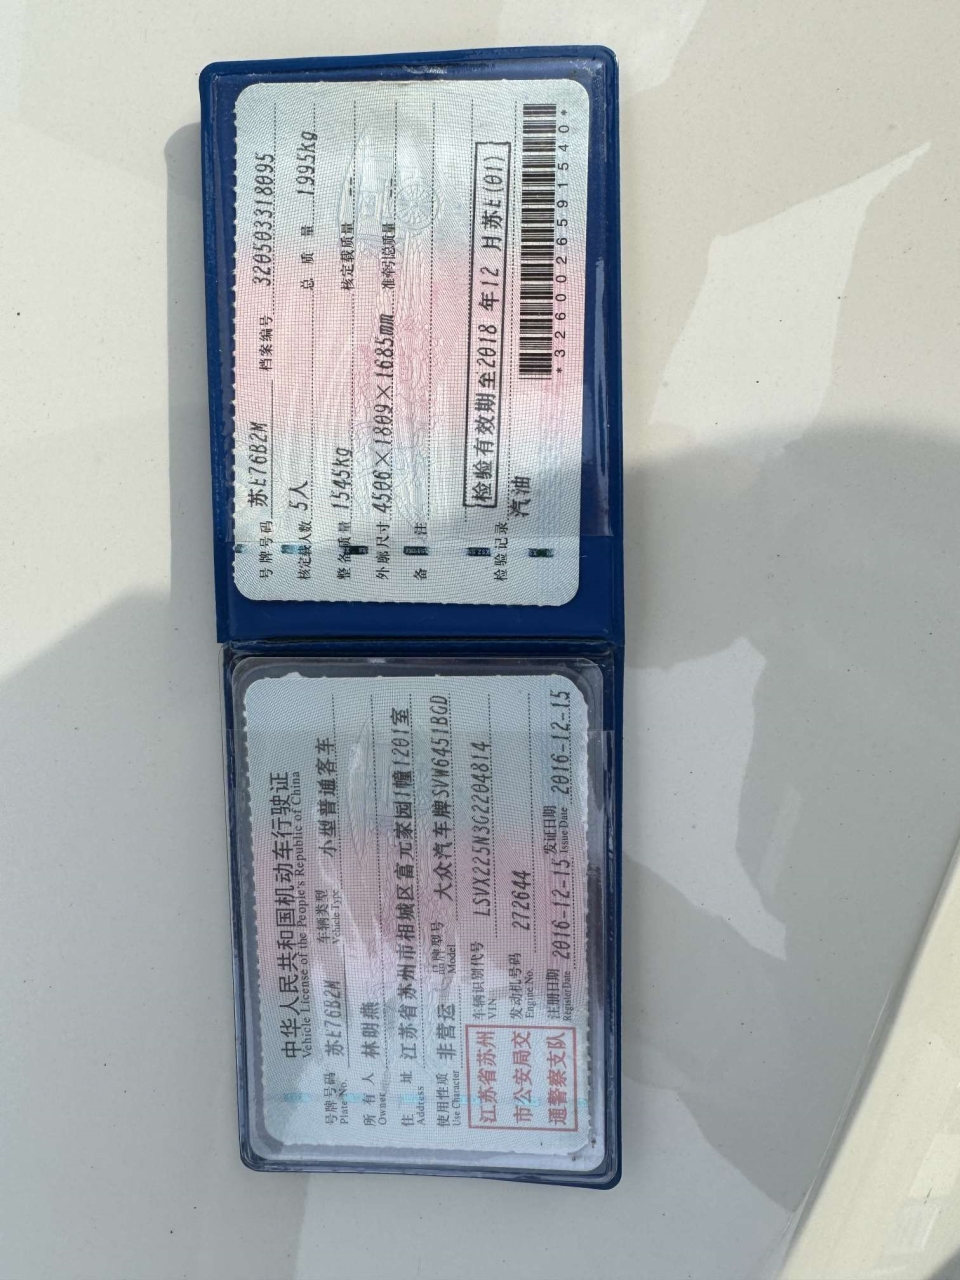 中华人民共和国机动车行驶证
Vehicle License of the People's Republic of China
号牌号码 苏E76B2M 车辆类型 小型普通客车
Plate No. Vehicle Type
所有人 林明燕
Owner
住址 江苏省苏州市相城区富元家园1幢1201室
Address
使用性质 非营运 品牌型号 大众汽车牌SVW6451BGD
Use Character Model
江苏省苏州
市公安局交
通警察支队
车辆识别代号 LSVX225N3G2204814
VIN
发动机号码 272644
Engine No.
注册日期 2016-12-15 发证日期 2016-12-15
Register Date Issue Date
号牌号码 苏E76B2M 档案编号 320503318095
核定载人数 5人 总质量 1995kg
整备质量 1545kg 核定载质量 --
外廓尺寸 4506×1809×1685mm 准牵引总质量 --
备注
检验有效期至2018年12月苏E(01)
检验记录
汽油
*3260026591540*